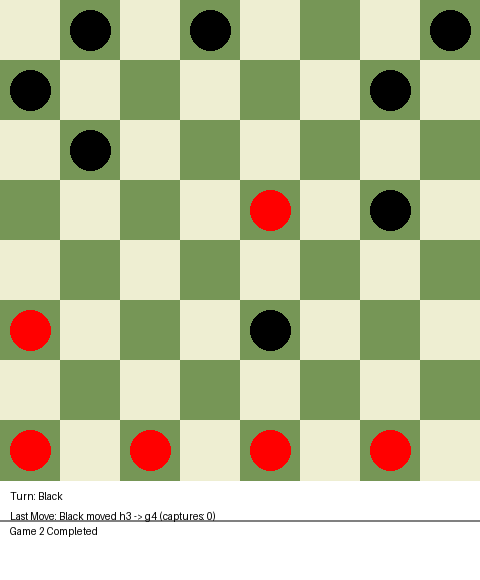 Turn: Black
Last Move: Black moved h3 -> g4 (captures: 0)
Game 2 Completed